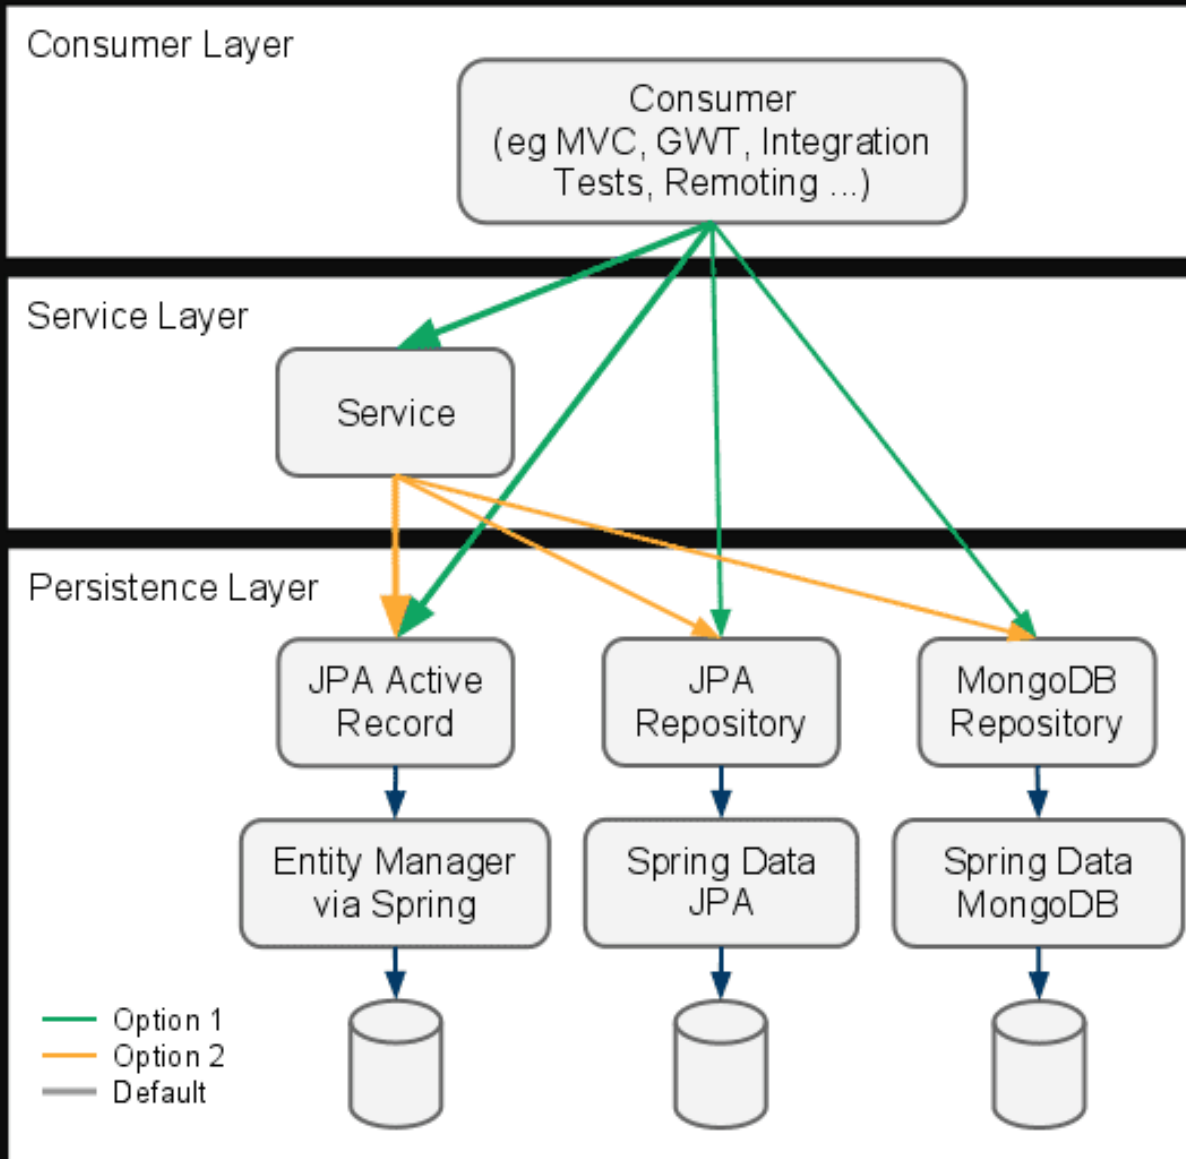 Consumer Layer
Consumer
(eg MVC, GWT, Integration
Tests, Remoting ...)
Service Layer
Service
Persistence Layer
JPA Active
Record
JPA
Repository
MongoDB
Repository
Entity Manager
via Spring
Spring Data
JPA
Spring Data
MongoDB
Option 1
Option 2
Default